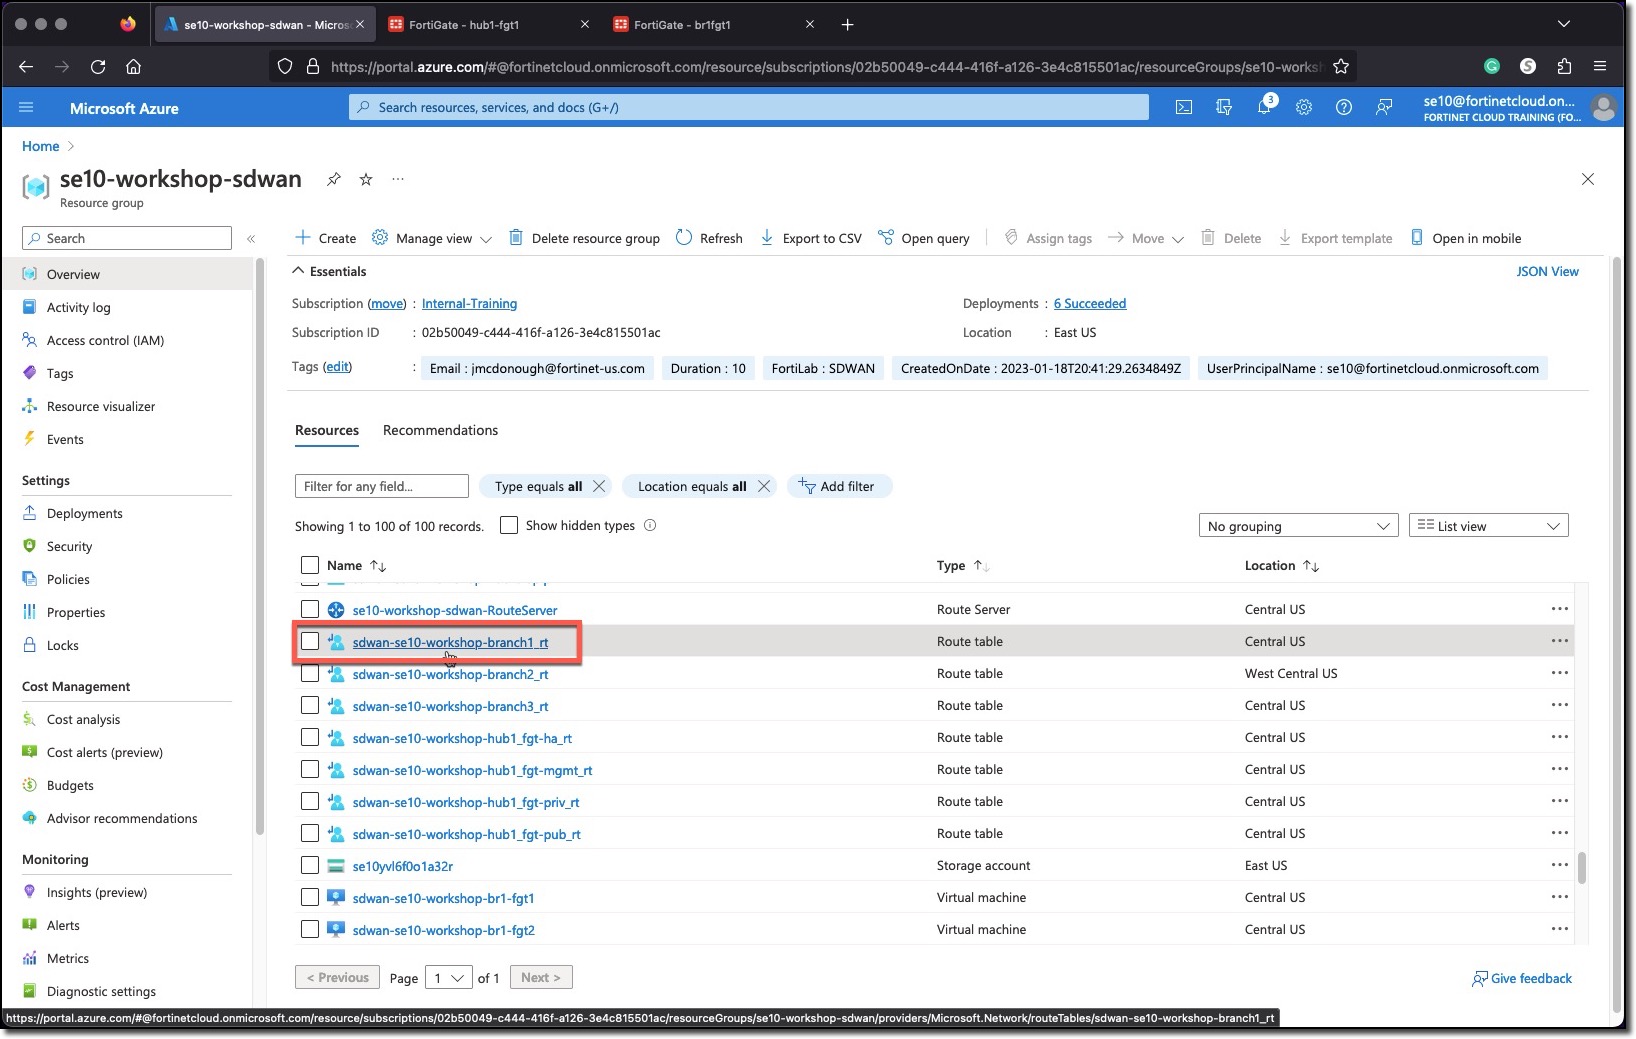 se10-workshop-sdwan - Micros
FortiGate - hub1-fgt1
FortiGate - br1fgt1
https://portal.azure.com/#@fortinetcloud.onmicrosoft.com/resource/subscriptions/02b50049-c444-416f-a126-3e4c815501ac/resourceGroups/se10-works
Microsoft Azure
Search resources, services, and docs (G+/)
3
se10@fortinetcloud.on...
FORTINET CLOUD TRAINING (FO...
Home
se10-workshop-sdwan
Resource group
Search
Overview
Activity log
Access control (IAM)
Tags
Resource visualizer
Events
Settings
Deployments
Security
Policies
Properties
Locks
Cost Management
Cost analysis
Cost alerts (preview)
Budgets
Advisor recommendations
Monitoring
Insights (preview)
Alerts
Metrics
Diagnostic settings
Create Manage view Delete resource group Refresh Export to CSV Open query Assign tags Move Delete Export template Open in mobile
Essentials
JSON View
Subscription (move) : Internal-Training
Deployments : 6 Succeeded
Subscription ID : 02b50049-c444-416f-a126-3e4c815501ac
Location : East US
Tags (edit) : Email : jmcdonough@fortinet-us.com Duration : 10 FortiLab : SDWAN CreatedOnDate : 2023-01-18T20:41:29.2634849Z UserPrincipalName : se10@fortinetcloud.onmicrosoft.com
Resources Recommendations
Filter for any field... Type equals all Location equals all Add filter
Showing 1 to 100 of 100 records. Show hidden types
No grouping List view
Name Type Location
se10-workshop-sdwan-RouteServer Route Server Central US
sdwan-se10-workshop-branch1_rt Route table Central US
sdwan-se10-workshop-branch2_rt Route table West Central US
sdwan-se10-workshop-branch3_rt Route table Central US
sdwan-se10-workshop-hub1_fgt-ha_rt Route table Central US
sdwan-se10-workshop-hub1_fgt-mgmt_rt Route table Central US
sdwan-se10-workshop-hub1_fgt-priv_rt Route table Central US
sdwan-se10-workshop-hub1_fgt-pub_rt Route table Central US
se10yvl6f0o1a32r Storage account East US
sdwan-se10-workshop-br1-fgt1 Virtual machine Central US
sdwan-se10-workshop-br1-fgt2 Virtual machine Central US
< Previous Page 1 of 1 Next >
Give feedback
https://portal.azure.com/#@fortinetcloud.onmicrosoft.com/resource/subscriptions/02b50049-c444-416f-a126-3e4c815501ac/resourceGroups/se10-workshop-sdwan/providers/Microsoft.Network/routeTables/sdwan-se10-workshop-branch1_rt